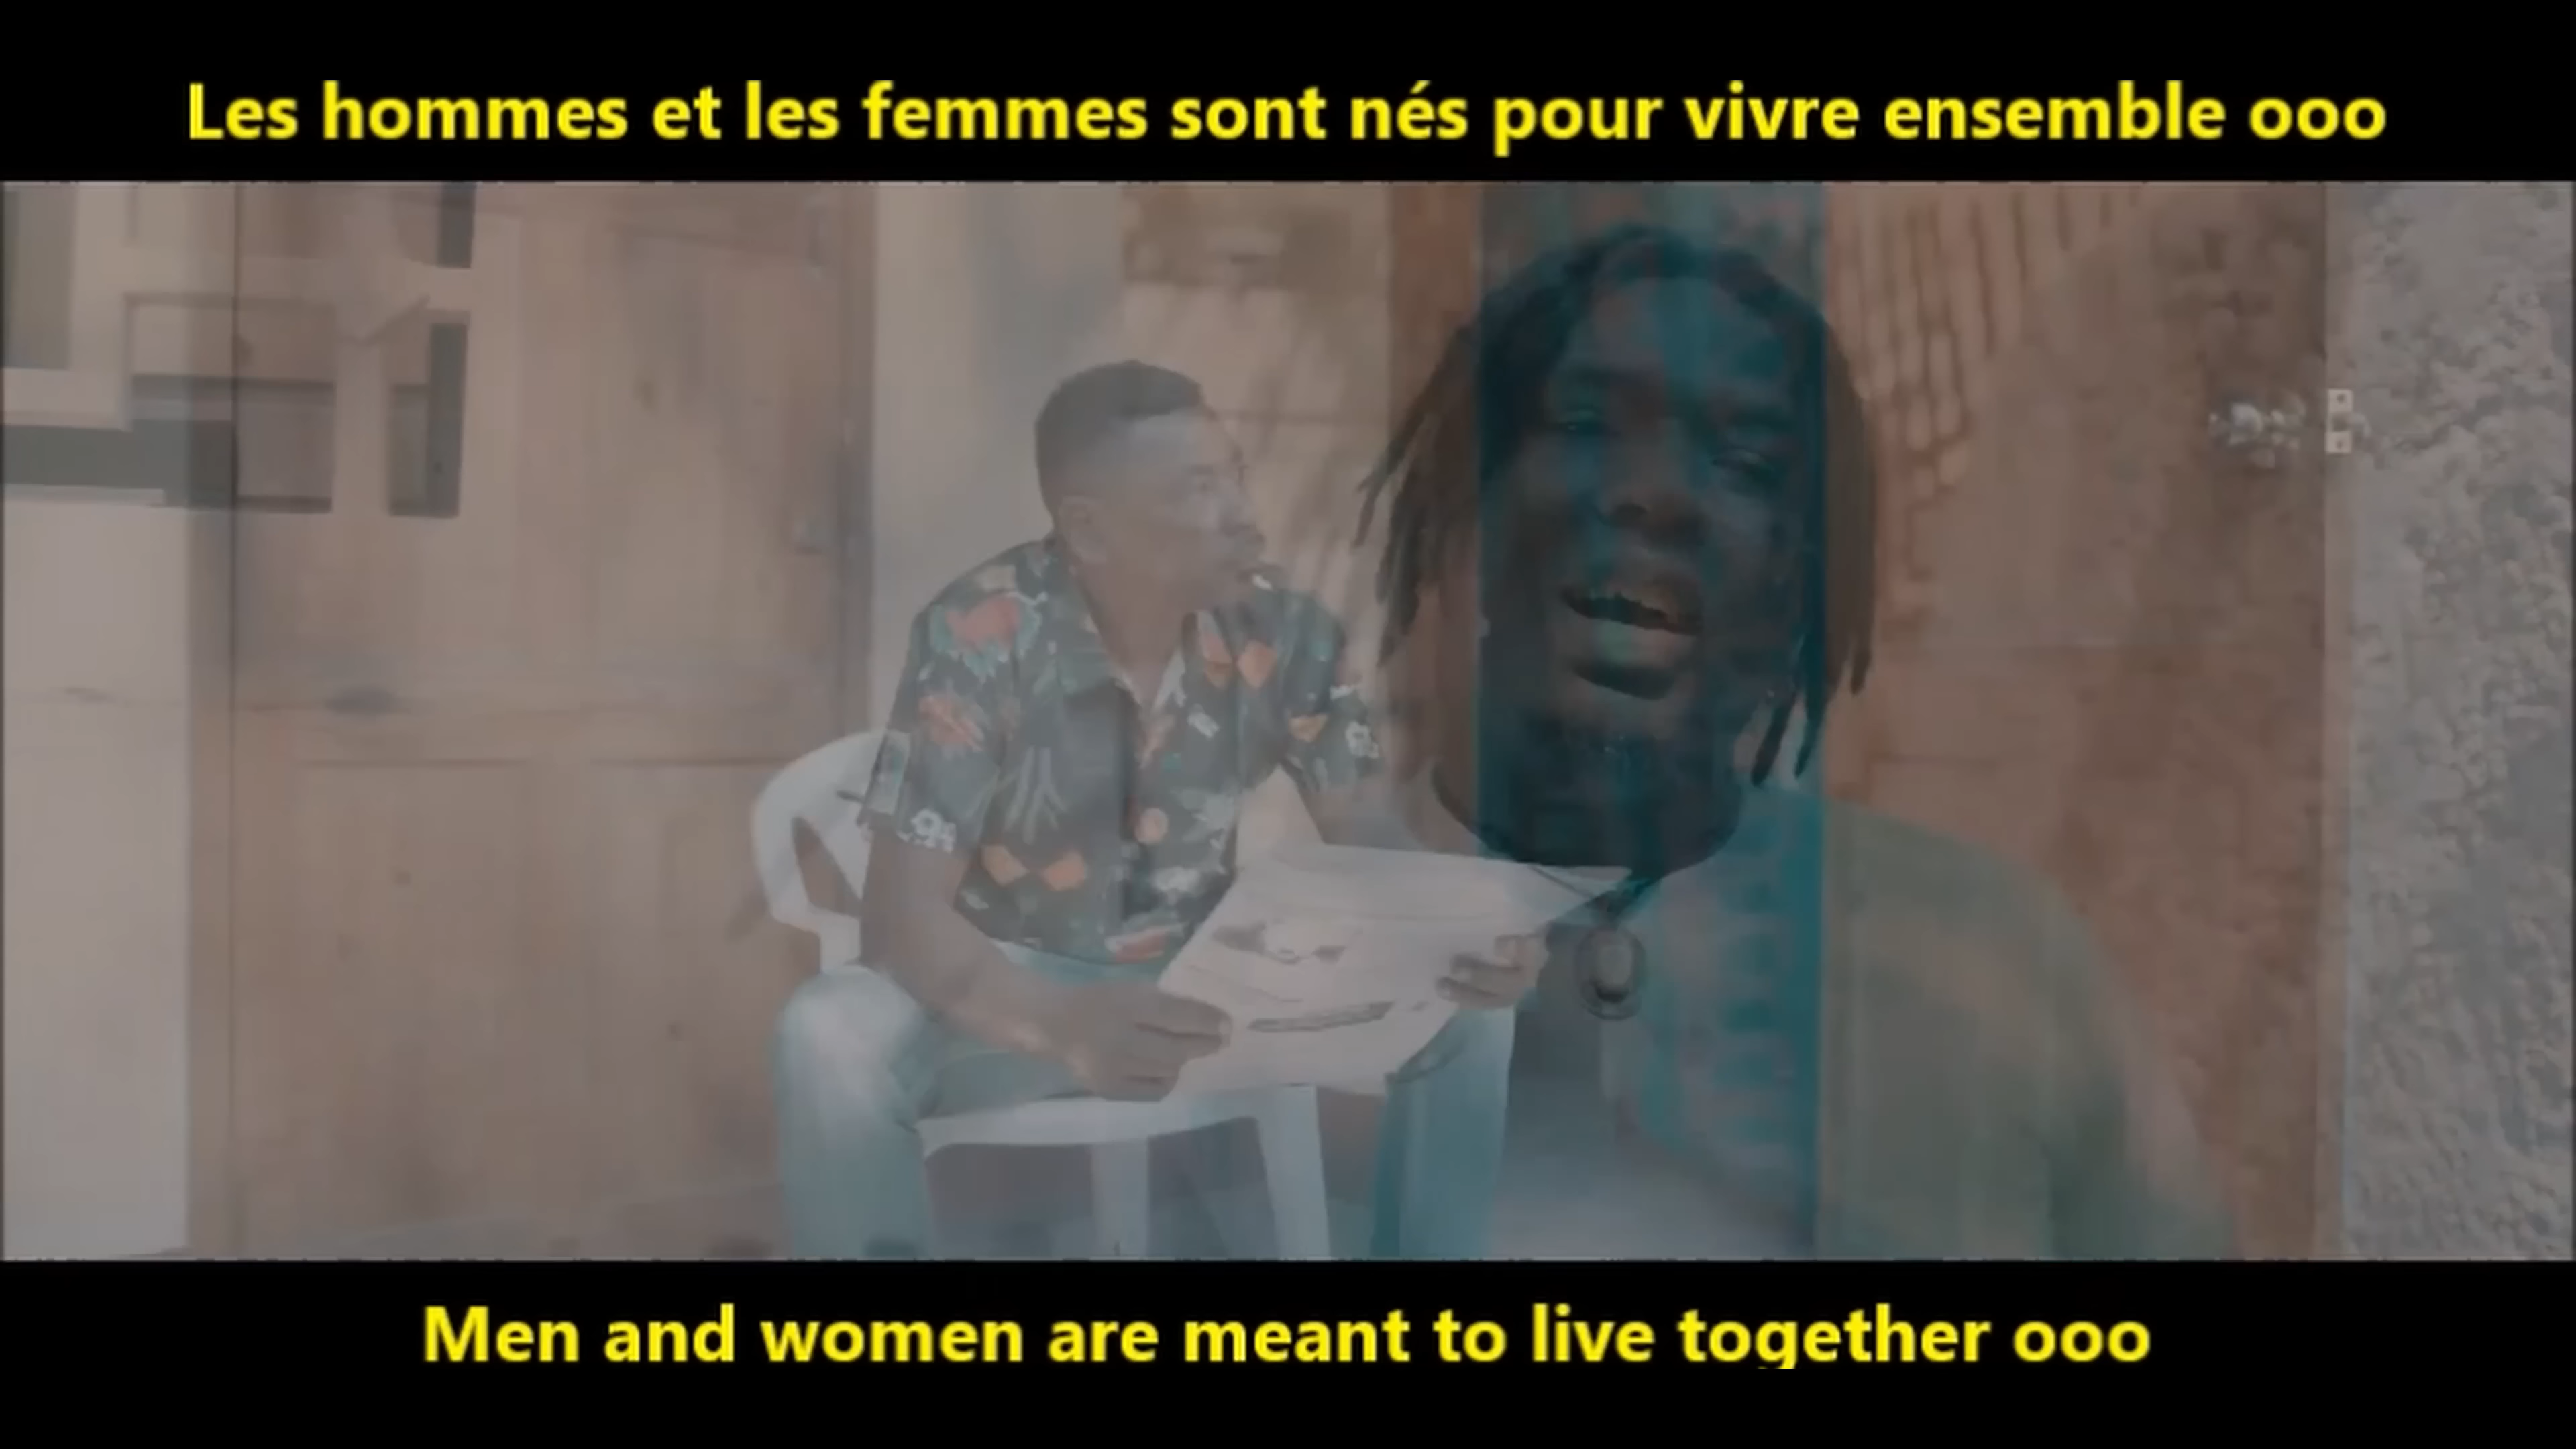 Les hommes et les femmes sont nés pour vivre ensemble ooo
Men and women are meant to live together ooo